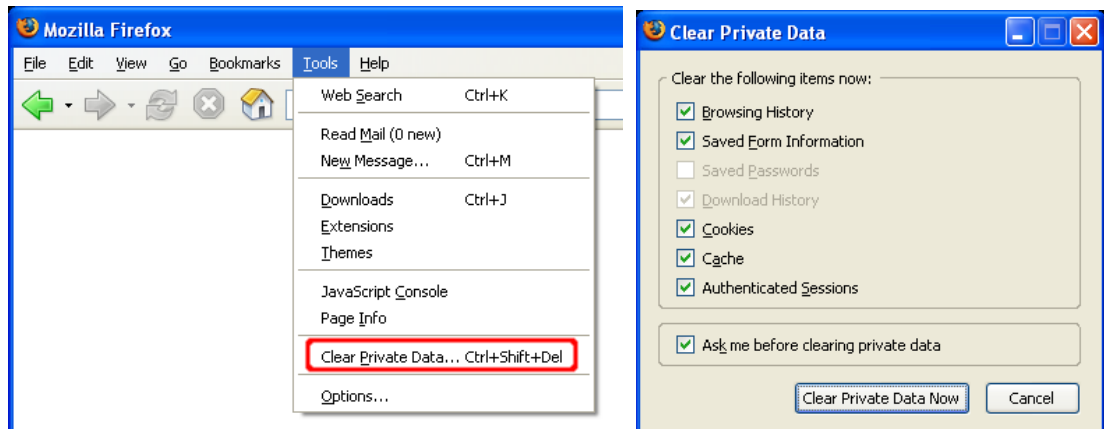 Mozilla Firefox
File Edit View Go Bookmarks Tools Help
Web Search Ctrl+K
Read Mail (0 new)
New Message... Ctrl+M
Downloads Ctrl+J
Extensions
Themes
JavaScript Console
Page Info
Clear Private Data... Ctrl+Shift+Del
Options...
Clear Private Data
Clear the following items now:
Browsing History
Saved Form Information
Saved Passwords
Download History
Cookies
Cache
Authenticated Sessions
Ask me before clearing private data
Clear Private Data Now Cancel